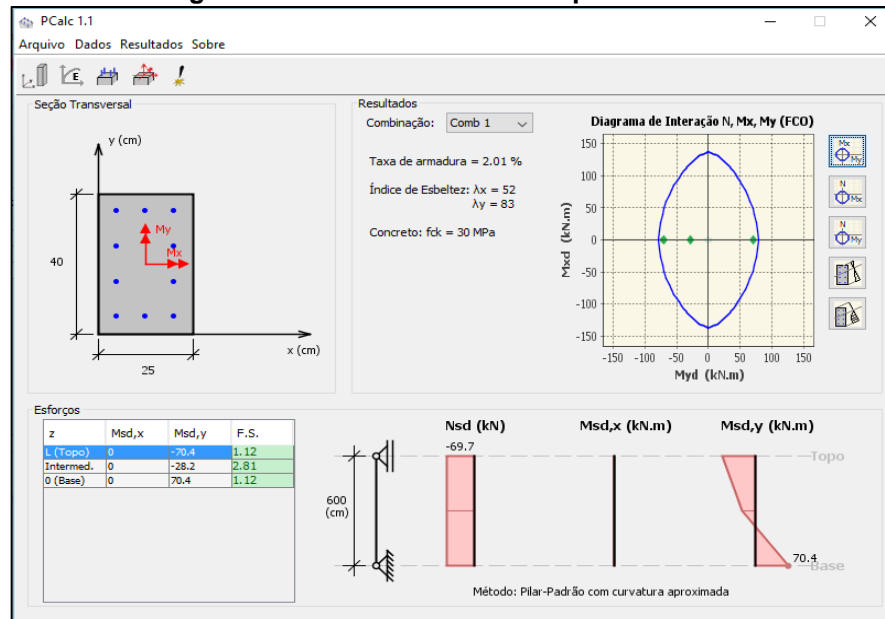 PCalc 1.1
Arquivo Dados Resultados Sobre
E,
Seção Transversal
y (cm)
My
Mx
40
25
x (cm)
Resultados
Combinação: Comb 1
Taxa de armadura = 2.01 %
Índice de Esbeltez: λx = 52
λy = 83
Concreto: fck = 30 MPa
Diagrama de Interação N, Mx, My (FCO)
Mxd (kN.m)
150
100
50
0
-50
-100
-150
-150 -100 -50 0 50 100 150
Myd (kN.m)
Mx
My
N
Mx
N
My
Esforços
z Msd,x Msd,y F.S.
L (Topo) 0 -70.4 1.12
Intermed. 0 -28.2 2.81
0 (Base) 0 70.4 1.12
600
(cm)
Nsd (kN) Msd,x (kN.m) Msd,y (kN.m)
-69.7
Topo
70.4
Base
Método: Pilar-Padrão com curvatura aproximada